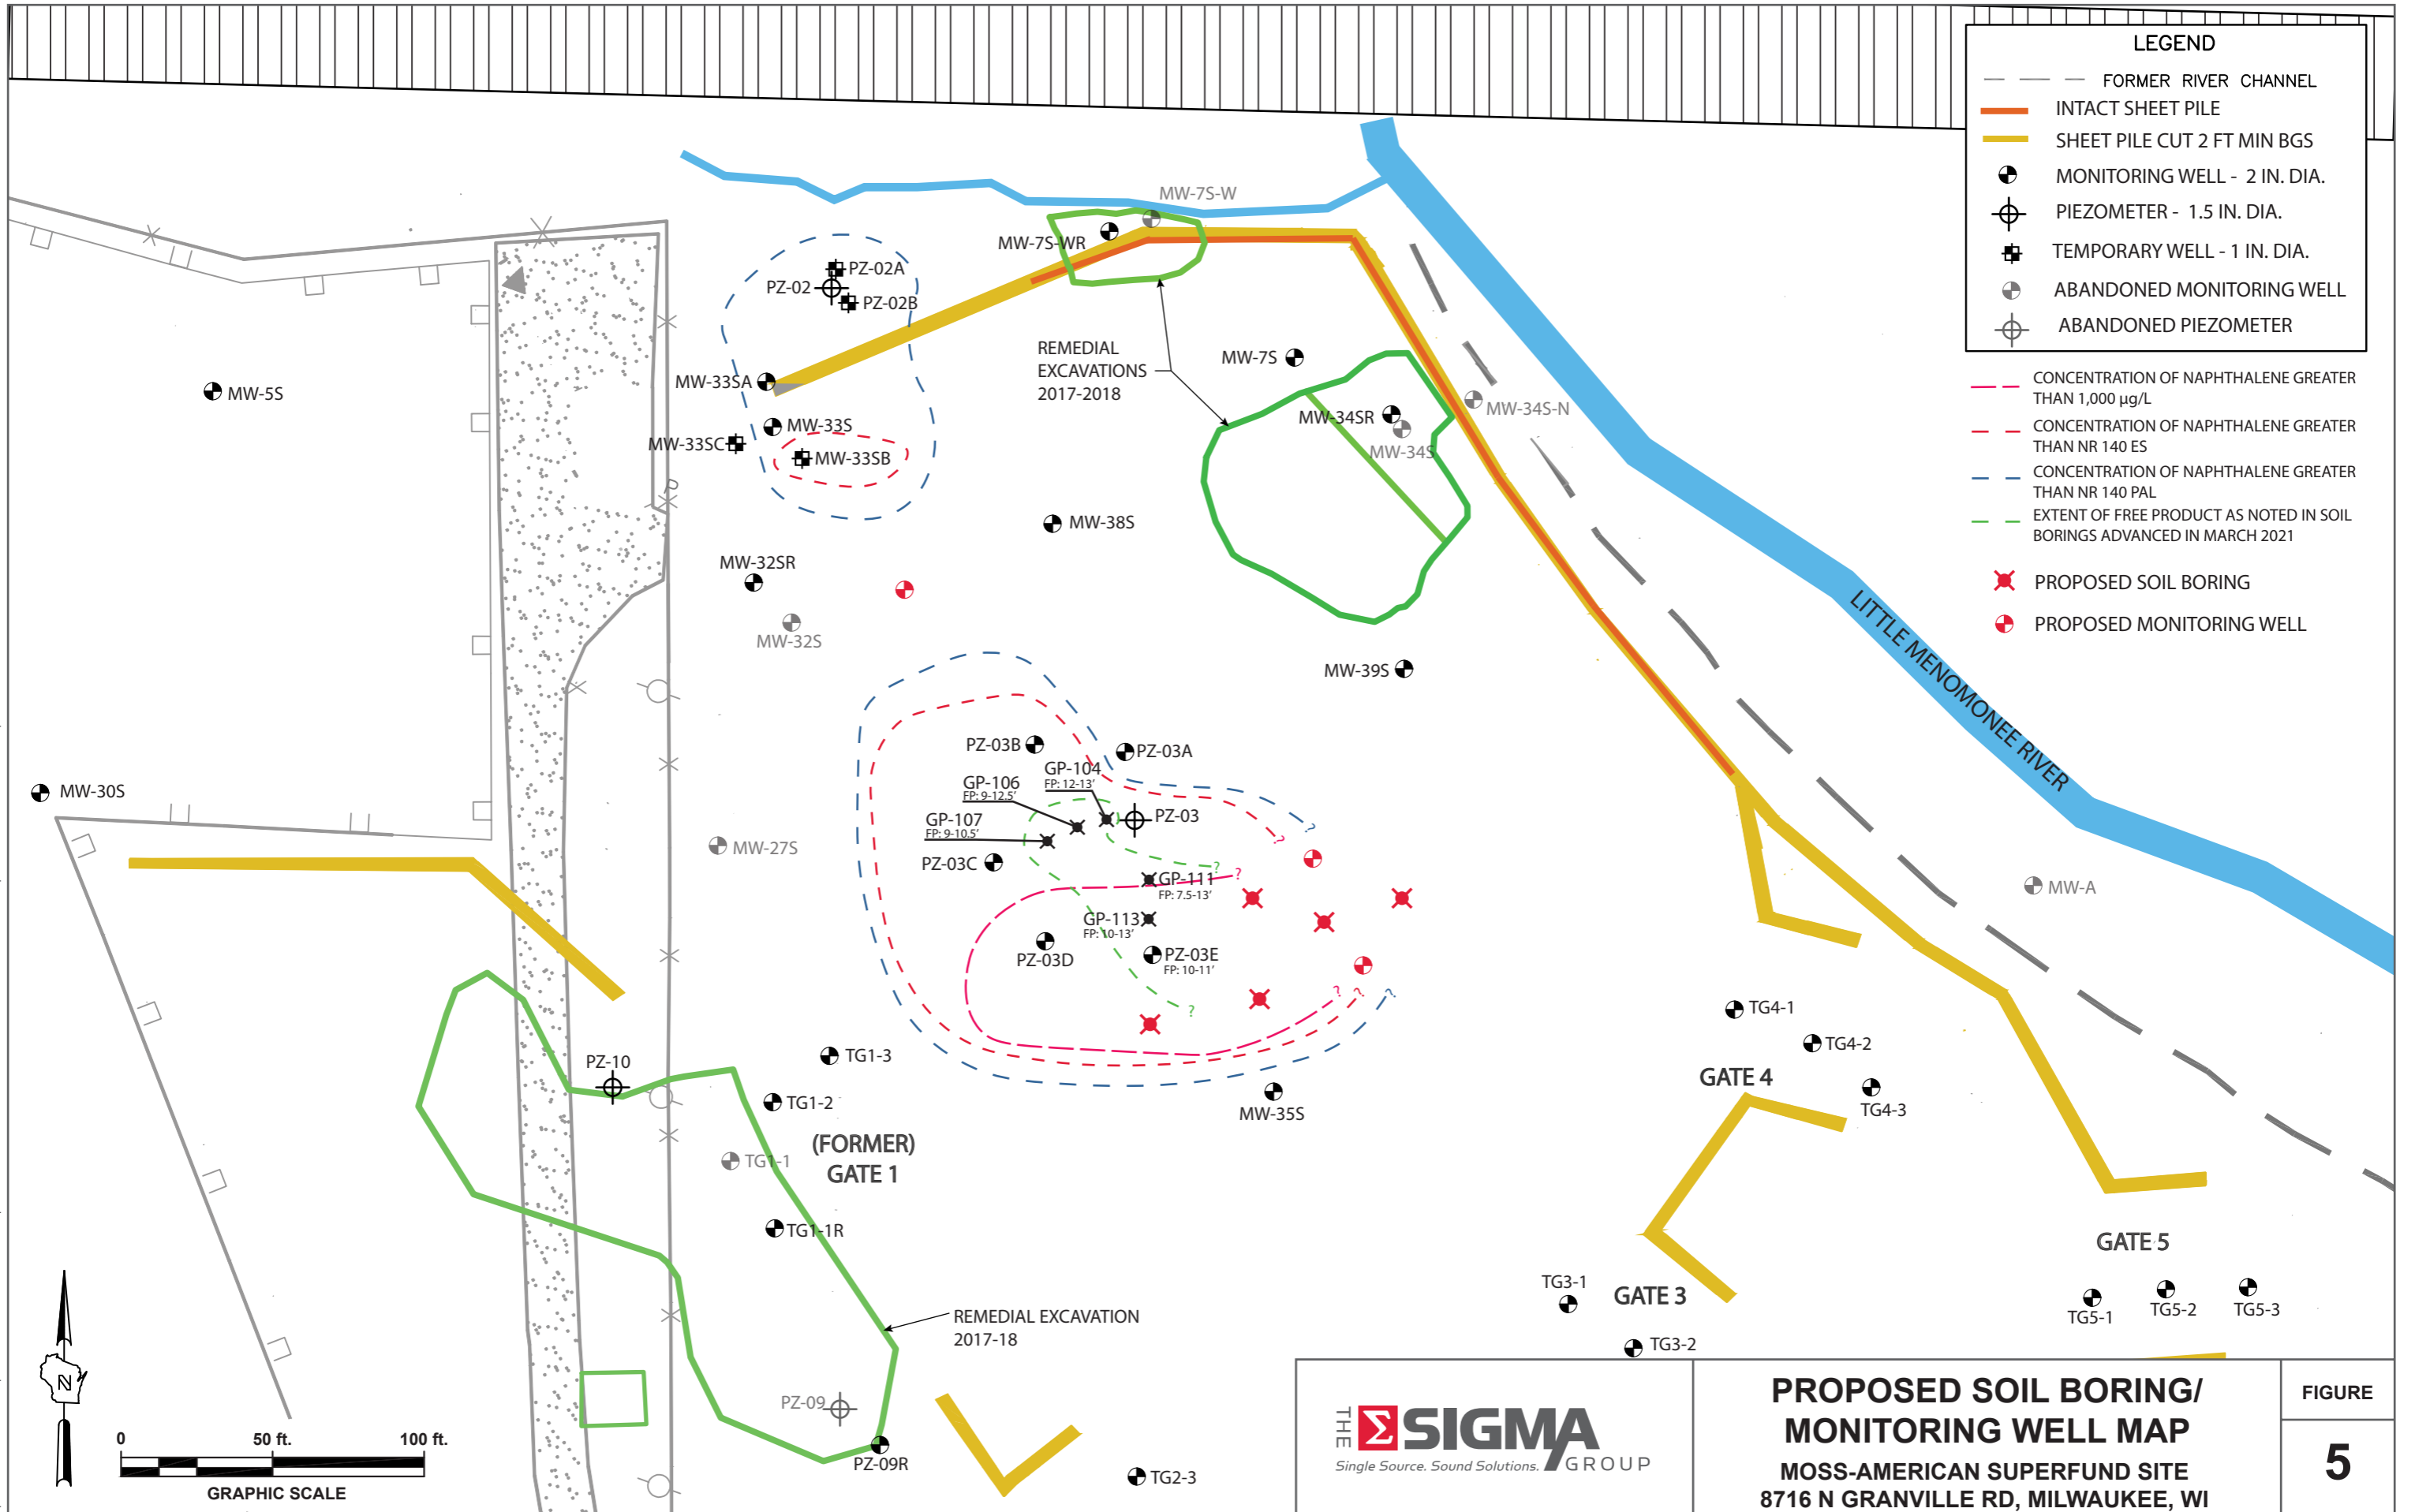 LEGEND
FORMER RIVER CHANNEL
INTACT SHEET PILE
SHEET PILE CUT 2 FT MIN BGS
MONITORING WELL - 2 IN. DIA.
PIEZOMETER - 1.5 IN. DIA.
TEMPORARY WELL - 1 IN. DIA.
ABANDONED MONITORING WELL
ABANDONED PIEZOMETER
CONCENTRATION OF NAPHTHALENE GREATER
THAN 1,000 µg/L
CONCENTRATION OF NAPHTHALENE GREATER
THAN NR 140 ES
CONCENTRATION OF NAPHTHALENE GREATER
THAN NR 140 PAL
EXTENT OF FREE PRODUCT AS NOTED IN SOIL
BORINGS ADVANCED IN MARCH 2021
PROPOSED SOIL BORING
PROPOSED MONITORING WELL
MW-7S-W
MW-7S-WR
PZ-02A
PZ-02
PZ-02B
REMEDIAL
EXCAVATIONS
2017-2018
MW-7S
MW-33SA
MW-5S
MW-34SR
MW-34S-N
MW-34S
MW-33S
MW-33SC
MW-33SB
P
MW-38S
MW-32SR
MW-32S
MW-39S
LITTLE MENOMONEE RIVER
PZ-03B
PZ-03A
GP-104
FP: 12-13'
GP-106
FP: 9-12.5'
MW-30S
PZ-03
GP-107
FP: 9-10.5'
MW-27S
PZ-03C
?
?
?
?
GP-111
FP: 7.5-13'
MW-A
GP-113
FP: 10-13'
PZ-03D
PZ-03E
FP: 10-11'
?
?
?
?
TG4-1
TG4-2
TG1-3
PZ-10
GATE 4
TG4-3
TG1-2
MW-35S
(FORMER)
GATE 1
TG1-1
TG1-1R
GATE 5
TG3-1
GATE 3
TG5-1
TG5-2
TG5-3
REMEDIAL EXCAVATION
2017-18
TG3-2
PZ-09
PZ-09R
TG2-3
N
0
50 ft.
100 ft.
GRAPHIC SCALE
THE Σ SIGMA
GROUP
Single Source. Sound Solutions.
PROPOSED SOIL BORING/
MONITORING WELL MAP
MOSS-AMERICAN SUPERFUND SITE
8716 N GRANVILLE RD, MILWAUKEE, WI
FIGURE
5